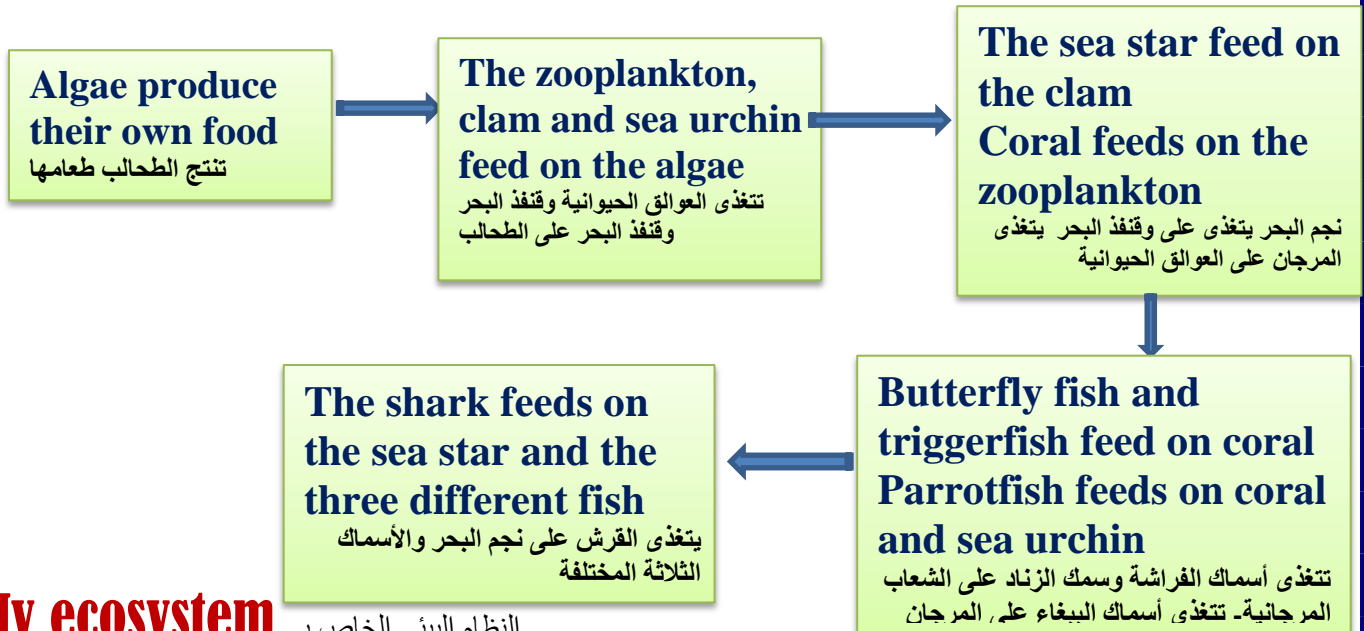 Algae produce
their own food
تنتج الطحالب طعامها
The zooplankton,
clam and sea urchin
feed on the algae
تتغذى العوالق الحيوانية وقنفذ البحر
وقنفذ البحر على الطحالب
The sea star feed on
the clam
Coral feeds on the
zooplankton
نجم البحر يتغذى على وقنفذ البحر يتغذى
المرجان على العوالق الحيوانية
Butterfly fish and
triggerfish feed on coral
Parrotfish feeds on coral
and sea urchin
تتغذى أسماك الفراشة وسمك الزناد على الشعاب
المرجانية- تتغذى أسماك الببغاء على المرجان
The shark feeds on
the sea star and the
three different fish
يتغذى القرش على نجم البحر والأسماك
الثلاثة المختلفة
ecosystem
النظام البيئي الخاص